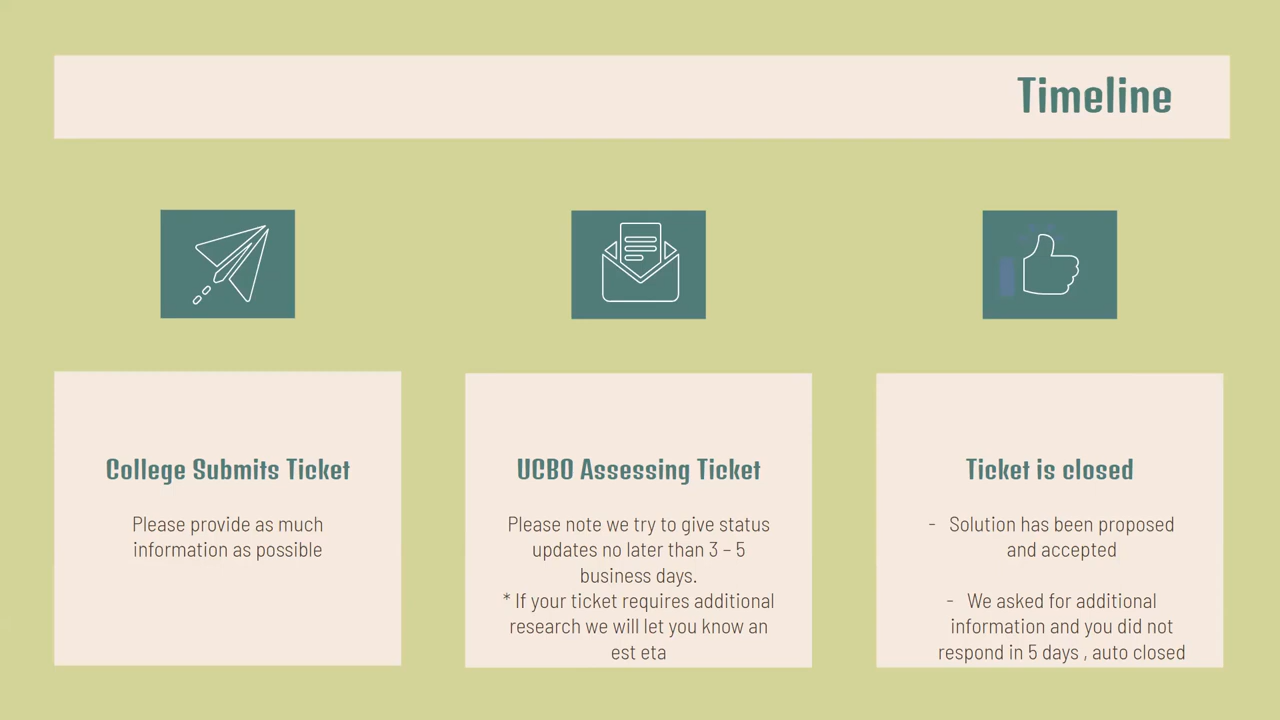 Timeline
College Submits Ticket
Please provide as much
information as possible
UCBO Assessing Ticket
Please note we try to give status
updates no later than 3 – 5
business days.
* If your ticket requires additional
research we will let you know an
est eta
Ticket is closed
- Solution has been proposed
and accepted
- We asked for additional
information and you did not
respond in 5 days , auto closed